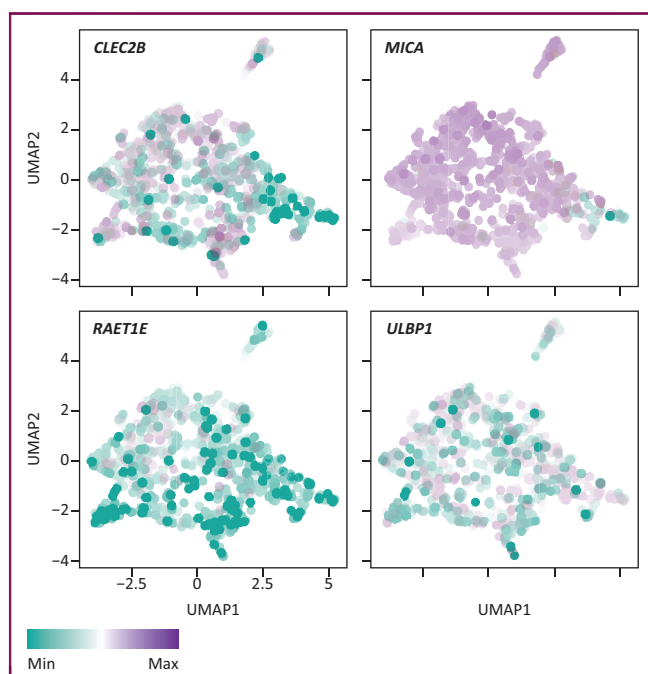 CLEC2B
MICA
4
2
0
−2
−4
UMAP2
RAET1E
ULBP1
4
2
0
−2
−4
UMAP2
−2.5 0 2.5 5
UMAP1
UMAP1
Min Max